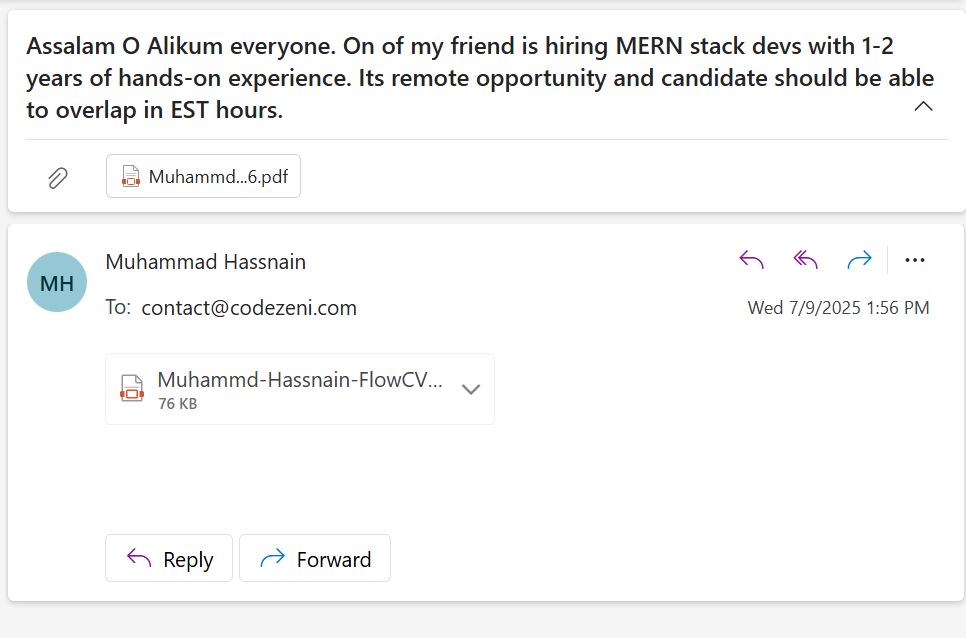 Assalam O Alikum everyone. On of my friend is hiring MERN stack devs with 1-2
years of hands-on experience. Its remote opportunity and candidate should be able
to overlap in EST hours.
Muhammd...6.pdf
MH
Muhammad Hassnain
To: contact@codezeni.com
Wed 7/9/2025 1:56 PM
Muhammd-Hassnain-FlowCV...
76 KB
Reply
Forward